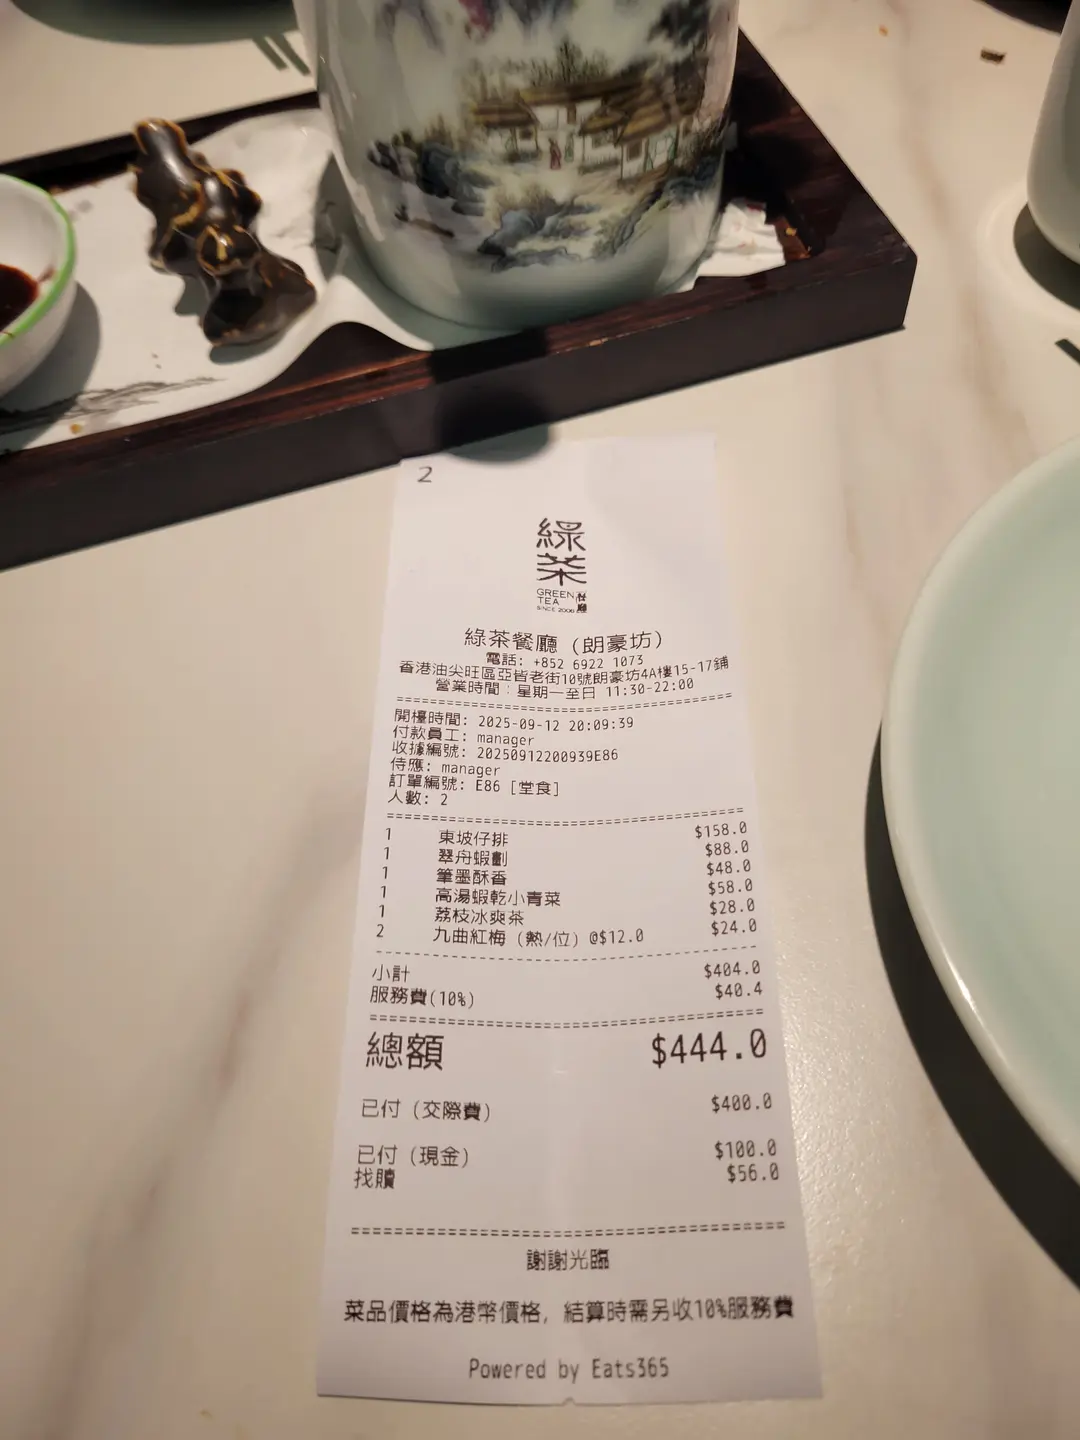 2
綠
茶
GREEN
TEA
餐廳
SINCE 2008
綠茶餐廳 (朗豪坊)
電話: +852 6922 1073
香港油尖旺區亞皆老街10號朗豪坊4A樓15-17鋪
營業時間：星期一至日 11:30-22:00
開檯時間: 2025-09-12 20:09:39
付款員工: manager
收據編號: 20250912200939E86
侍應: manager
訂單編號: E86 [堂食]
人數: 2
1 東坡仔排 $158.0
1 翠舟蝦劃 $88.0
1 筆墨酥香 $48.0
1 高湯蝦乾小青菜 $58.0
1 荔枝冰爽茶 $28.0
2 九曲紅梅 (熱/位) @$12.0 $24.0
小計 $404.0
服務費(10%) $40.4
總額 $444.0
已付 (交際費) $400.0
已付 (現金) $100.0
找贖 $56.0
謝謝光臨
菜品價格為港幣價格, 結算時需另收10%服務費
Powered by Eats365